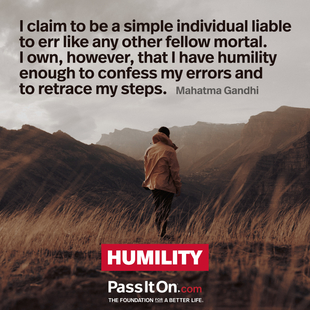 I claim to be a simple individual liable
to err like any other fellow mortal.
I own, however, that I have humility
enough to confess my errors and
to retrace my steps. Mahatma Gandhi
HUMILITY
PassItOn.com
THE FOUNDATION FOR A BETTER LIFE.